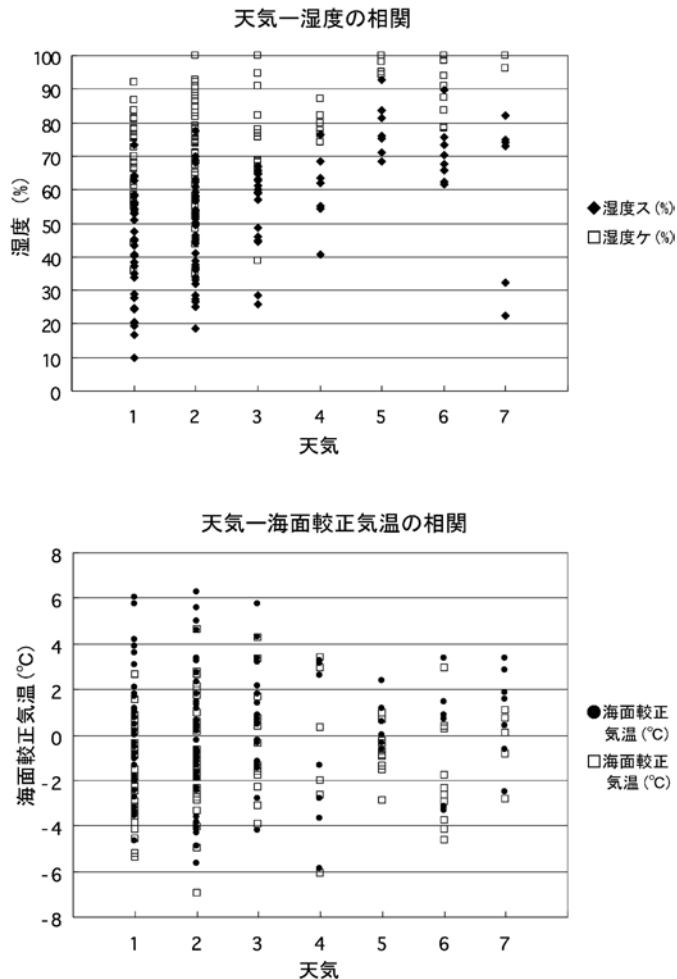 天気ー湿度の相関
100
90
80
70
60
50
40
30
20
10
0
湿度 (%)
1 2 3 4 5 6 7
天気
◆湿度ス(%)
□湿度ケ(%)
天気ー海面較正気温の相関
8
6
4
2
0
-2
-4
-6
-8
海面較正気温(℃)
1 2 3 4 5 6 7
天気
●海面較正
気温(℃)
□海面較正
気温(℃)